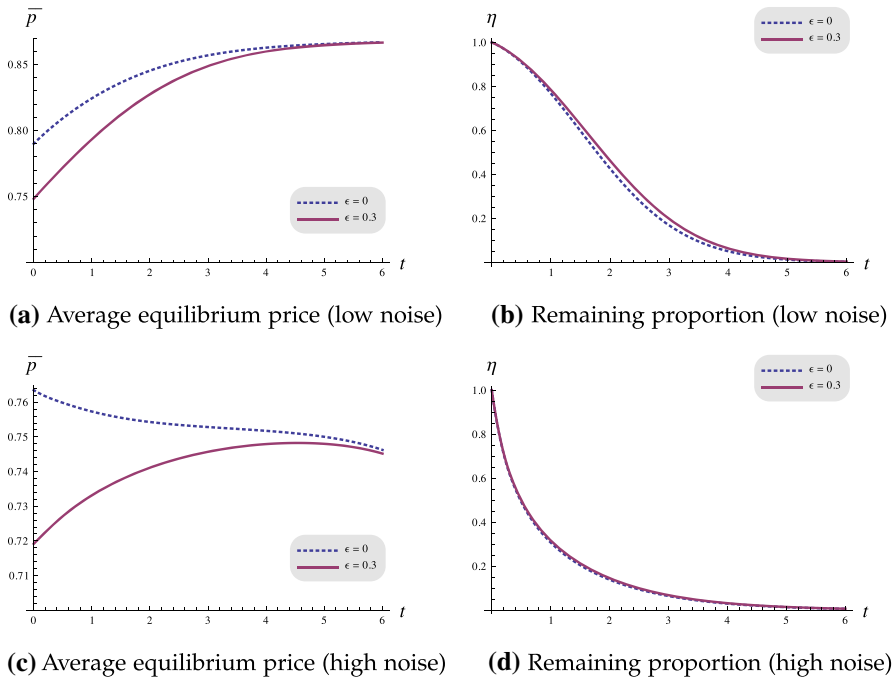 p̅
0.85
0.80
0.75
0 1 2 3 4 5 6 t
ϵ = 0
ϵ = 0.3
(a) Average equilibrium price (low noise)
η
1.0
0.8
0.6
0.4
0.2
1 2 3 4 5 6 t
ϵ = 0
ϵ = 0.3
(b) Remaining proportion (low noise)
p̅
0.76
0.75
0.74
0.73
0.72
0.71
0 1 2 3 4 5 6 t
ϵ = 0
ϵ = 0.3
(c) Average equilibrium price (high noise)
η
1.0
0.8
0.6
0.4
0.2
1 2 3 4 5 6 t
ϵ = 0
ϵ = 0.3
(d) Remaining proportion (high noise)